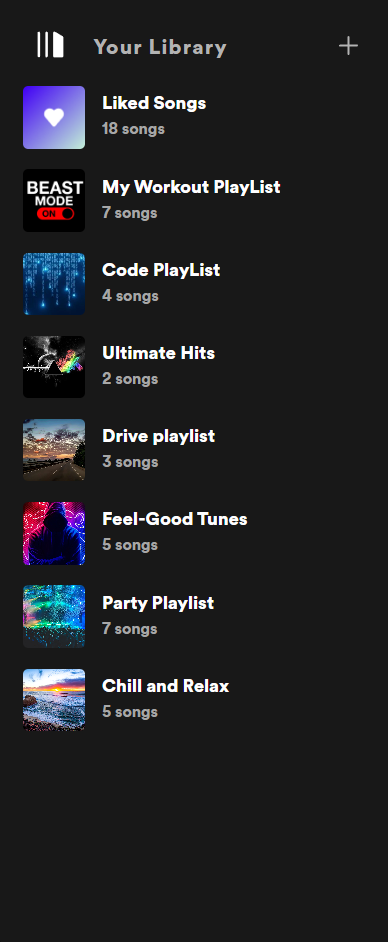 Your Library
Liked Songs
18 songs
BEAST
MODE
ON
My Workout PlayList
7 songs
Code PlayList
4 songs
Ultimate Hits
2 songs
Drive playlist
3 songs
Feel-Good Tunes
5 songs
Party Playlist
7 songs
Chill and Relax
5 songs